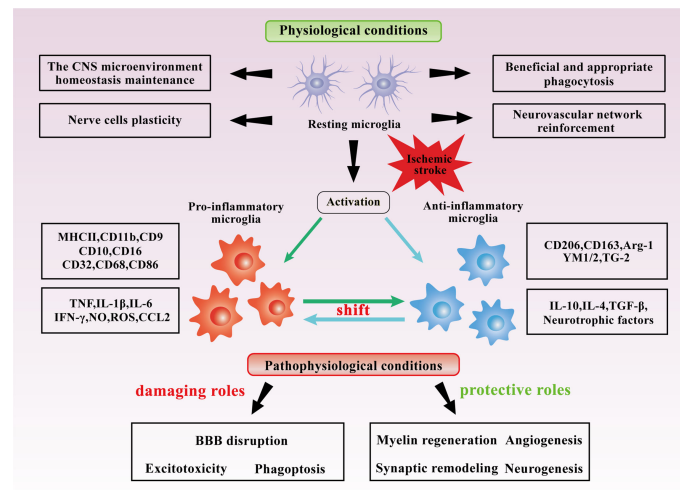 Physiological conditions
The CNS microenvironment
homeostasis maintenance
Beneficial and appropriate
phagocytosis
Nerve cells plasticity
Neurovascular network
reinforcement
Resting microglia
Ischemic
stroke
Activation
Pro-inflammatory
microglia
Anti-inflammatory
microglia
MHCII,CD11b,CD9
CD10,CD16
CD32,CD68,CD86
CD206,CD163,Arg-1
YM1/2,TG-2
TNF,IL-1β,IL-6
IFN-γ,NO,ROS,CCL2
shift
IL-10,IL-4,TGF-β,
Neurotrophic factors
Pathophysiological conditions
damaging roles
protective roles
BBB disruption
Excitotoxicity Phagoptosis
Myelin regeneration Angiogenesis
Synaptic remodeling Neurogenesis